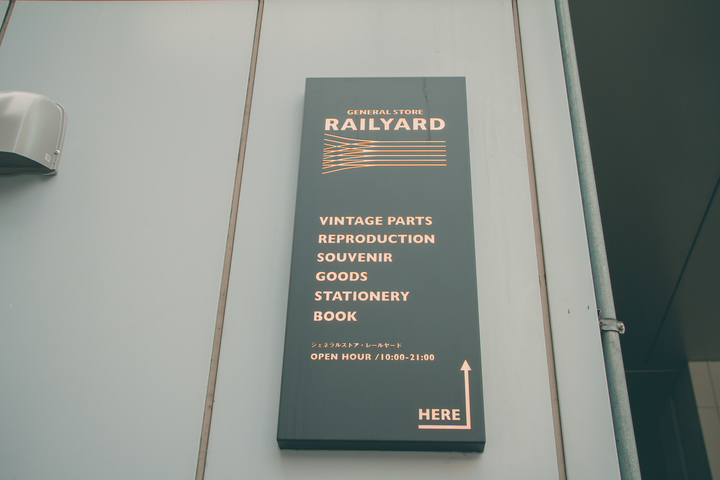 GENERAL STORE
RAILYARD
VINTAGE PARTS
REPRODUCTION
SOUVENIR
GOODS
STATIONERY
BOOK
ジェネラルストア・レールヤード
OPEN HOUR /10:00-21:00
HERE